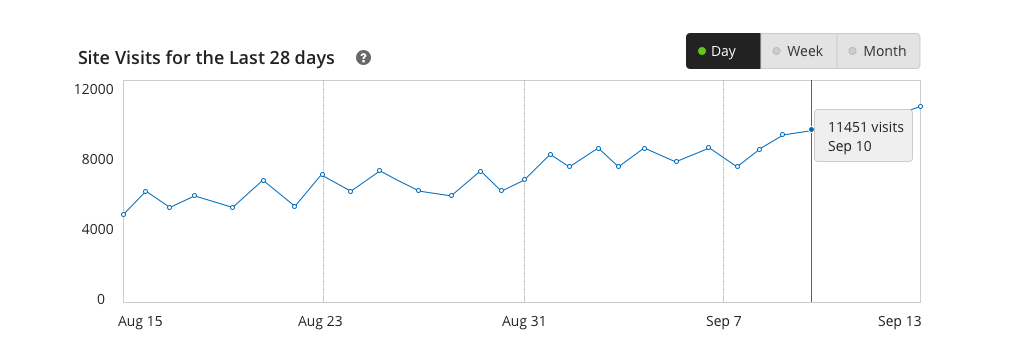 Site Visits for the Last 28 days ?
Day Week Month
12000
8000
4000
0
11451 visits
Sep 10
Aug 15 Aug 23 Aug 31 Sep 7 Sep 13